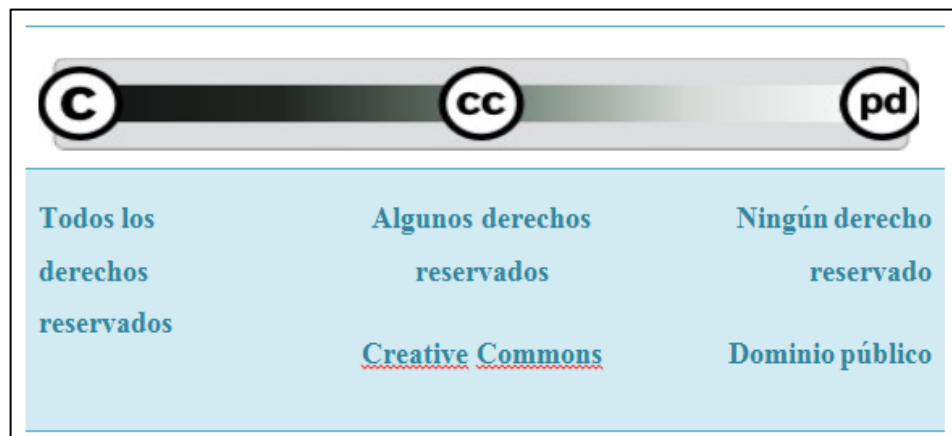 C cc pd
Todos los
derechos
reservados
Algunos derechos
reservados
Creative Commons
Ningún derecho
reservado
Dominio público